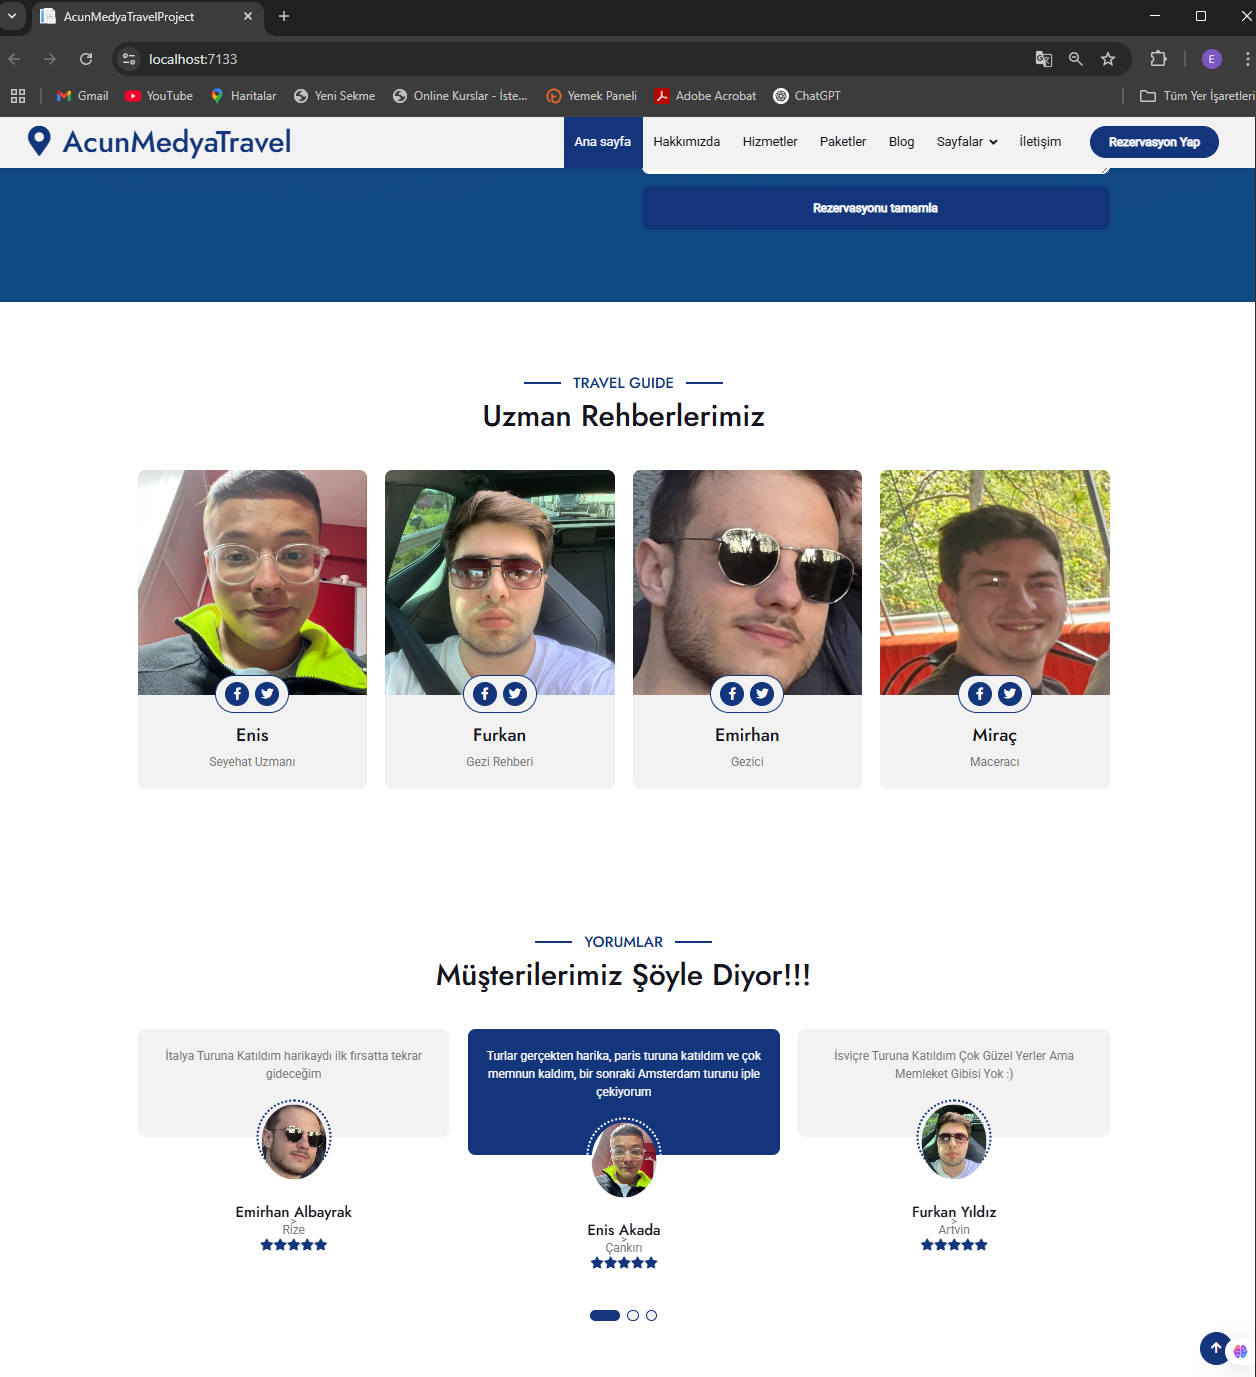 AcunMedyaTravelProject
localhost:7133
E
Gmail
YouTube
Haritalar
Yeni Sekme
Online Kurslar - İste...
Yemek Paneli
Adobe Acrobat
ChatGPT
Tüm Yer İşaretleri
AcunMedyaTravel
Ana sayfa
Hakkımızda
Hizmetler
Paketler
Blog
Sayfalar
İletişim
Rezervasyon Yap
Rezervasyonu tamamla
TRAVEL GUIDE
Uzman Rehberlerimiz
Enis
Seyehat Uzmanı
Furkan
Gezi Rehberi
Emirhan
Gezici
Miraç
Maceracı
YORUMLAR
Müşterilerimiz Şöyle Diyor!!!
İtalya Turuna Katıldım harikaydı ilk fırsatta tekrar
gideceğim
Emirhan Albayrak
>
Rize
Turlar gerçekten harika, paris turuna katıldım ve çok
memnun kaldım, bir sonraki Amsterdam turunu iple
çekiyorum
Enis Akada
>
Çankırı
İsviçre Turuna Katıldım Çok Güzel Yerler Ama
Memleket Gibisi Yok :)
Furkan Yıldız
>
Artvin